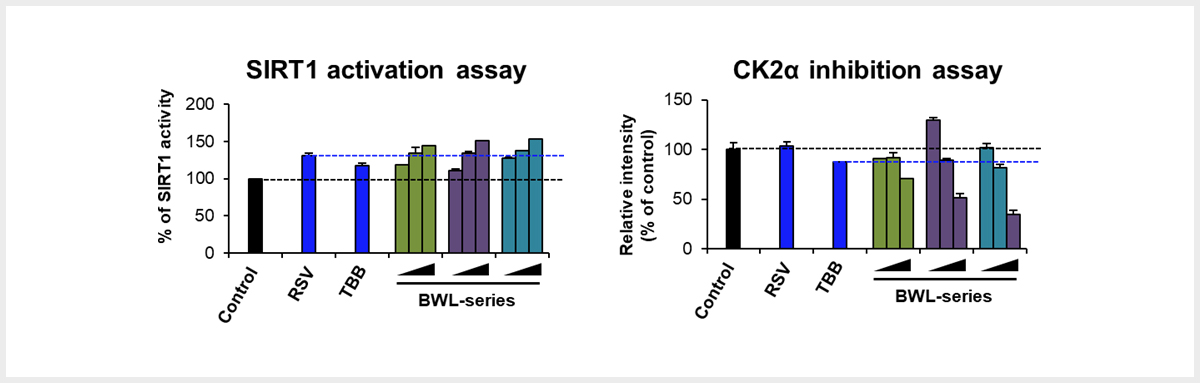 SIRT1 activation assay
% of SIRT1 activity
200
150
100
50
0
Control
RSV
TBB
BWL-series
CK2α inhibition assay
Relative intensity
(% of control)
150
100
50
0
Control
RSV
TBB
BWL-series